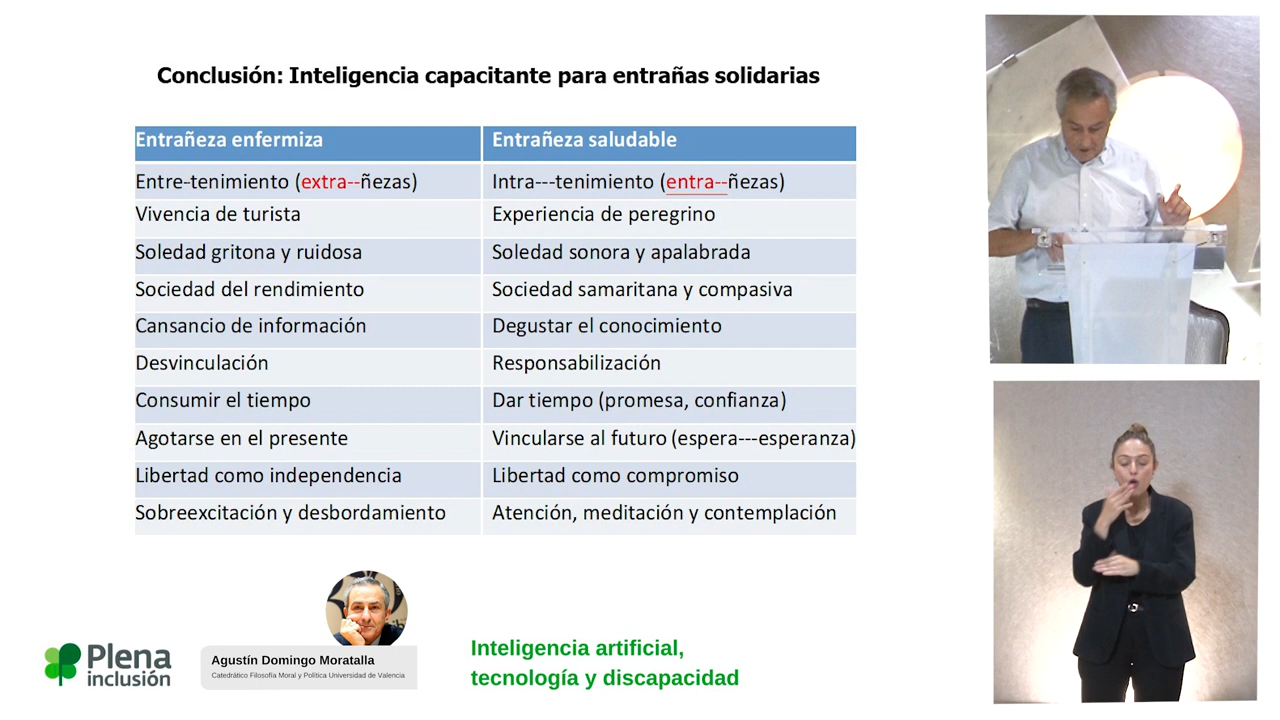 Conclusión: Inteligencia capacitante para entrañas solidarias
Entrañeza enfermiza Entrañeza saludable
Entre-tenimiento (extra--ñezas) Intra---tenimiento (entra--ñezas)
Vivencia de turista Experiencia de peregrino
Soledad gritona y ruidosa Soledad sonora y apalabrada
Sociedad del rendimiento Sociedad samaritana y compasiva
Cansancio de información Degustar el conocimiento
Desvinculación Responsabilización
Consumir el tiempo Dar tiempo (promesa, confianza)
Agotarse en el presente Vincularse al futuro (espera---esperanza)
Libertad como independencia Libertad como compromiso
Sobreexcitación y desbordamiento Atención, meditación y contemplación
Plena
inclusión
Agustín Domingo Moratalla
Catedrático Filosofía Moral y Política Universidad de Valencia
Inteligencia artificial,
tecnología y discapacidad